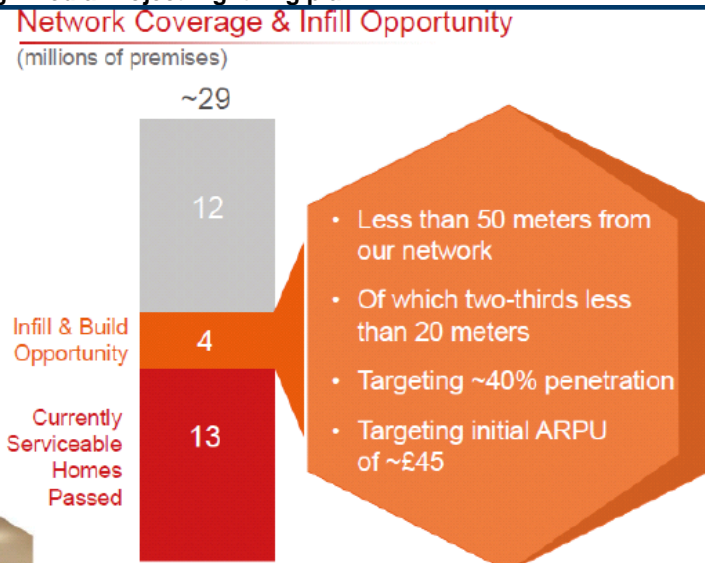 Network Coverage & Infill Opportunity
(millions of premises)
~29
12
Infill & Build
Opportunity
4
Currently
Serviceable
Homes
Passed
13
• Less than 50 meters from
our network
• Of which two-thirds less
than 20 meters
• Targeting ~40% penetration
• Targeting initial ARPU
of ~£45